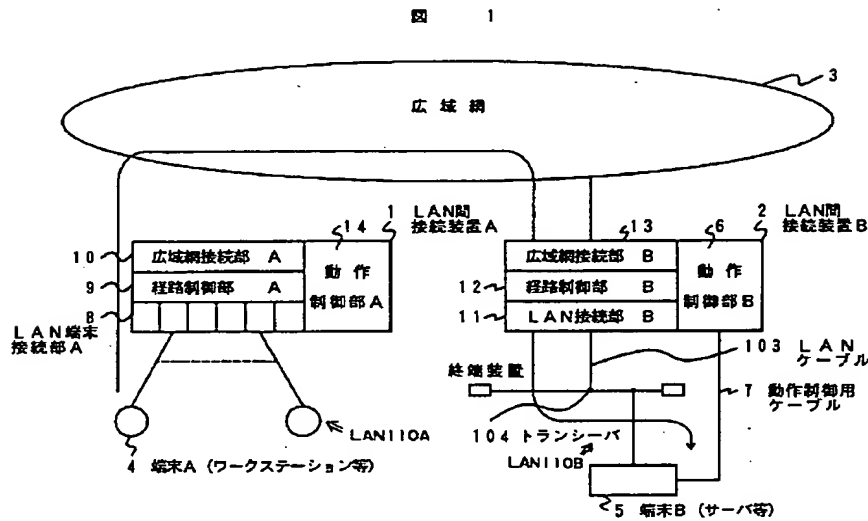 図 1
3
広域網
14
1 LAN間
接続装置A
13
6
2 LAN間
接続装置B
10
広域網接続部 A
動作
制御部A
9
経路制御部 A
8
LAN端末
接続部A
広域網接続部 B
動作
制御部B
12
経路制御部 B
11
LAN接続部 B
103 LAN
ケーブル
終端装置
7 動作制御用
ケーブル
LAN110A
104 トランシーバ
LAN110B
4 端末A（ワークステーション等）
5 端末B（サーバ等）